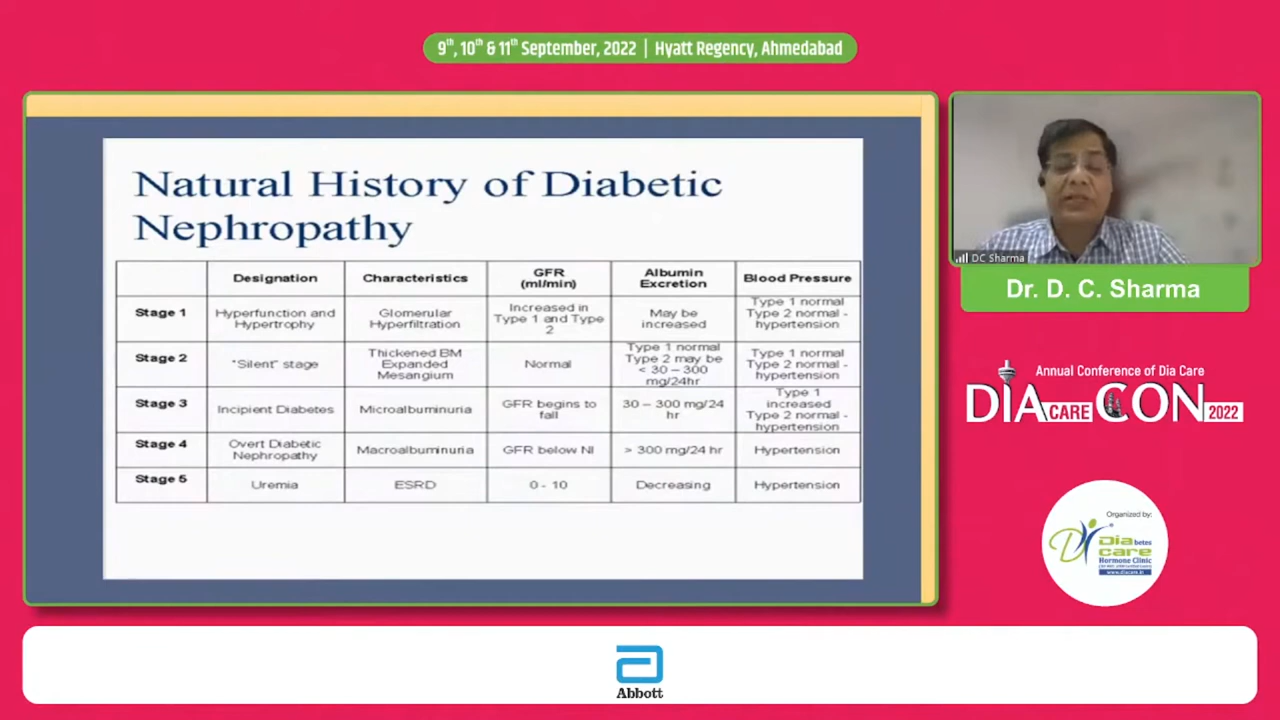 9th, 10th & 11th September, 2022 | Hyatt Regency, Ahmedabad
Natural History of Diabetic
Nephropathy
Designation Characteristics GFR (ml/min) Albumin Excretion Blood Pressure
Stage 1 Hyperfunction and Hypertrophy Glomerular Hyperfiltration Increased in Type 1 and Type 2 May be increased Type 1 normal Type 2 normal - hypertension
Stage 2 "Silent" stage Thickened BM Expanded Mesangium Normal Type 1 normal Type 2 may be < 30 – 300 mg/24hr Type 1 normal Type 2 normal - hypertension
Stage 3 Incipient Diabetes Microalbuminuria GFR begins to fall 30 – 300 mg/24 hr Type 1 increased Type 2 normal - hypertension
Stage 4 Overt Diabetic Nephropathy Macroalbuminuria GFR below Nl > 300 mg/24 hr Hypertension
Stage 5 Uremia ESRD 0 - 10 Decreasing Hypertension
DC Sharma
Dr. D. C. Sharma
Annual Conference of Dia Care
DIACARE CON 2022
Organized by:
Diabetes
care
Hormone Clinic
www.diacare.in
Abbott